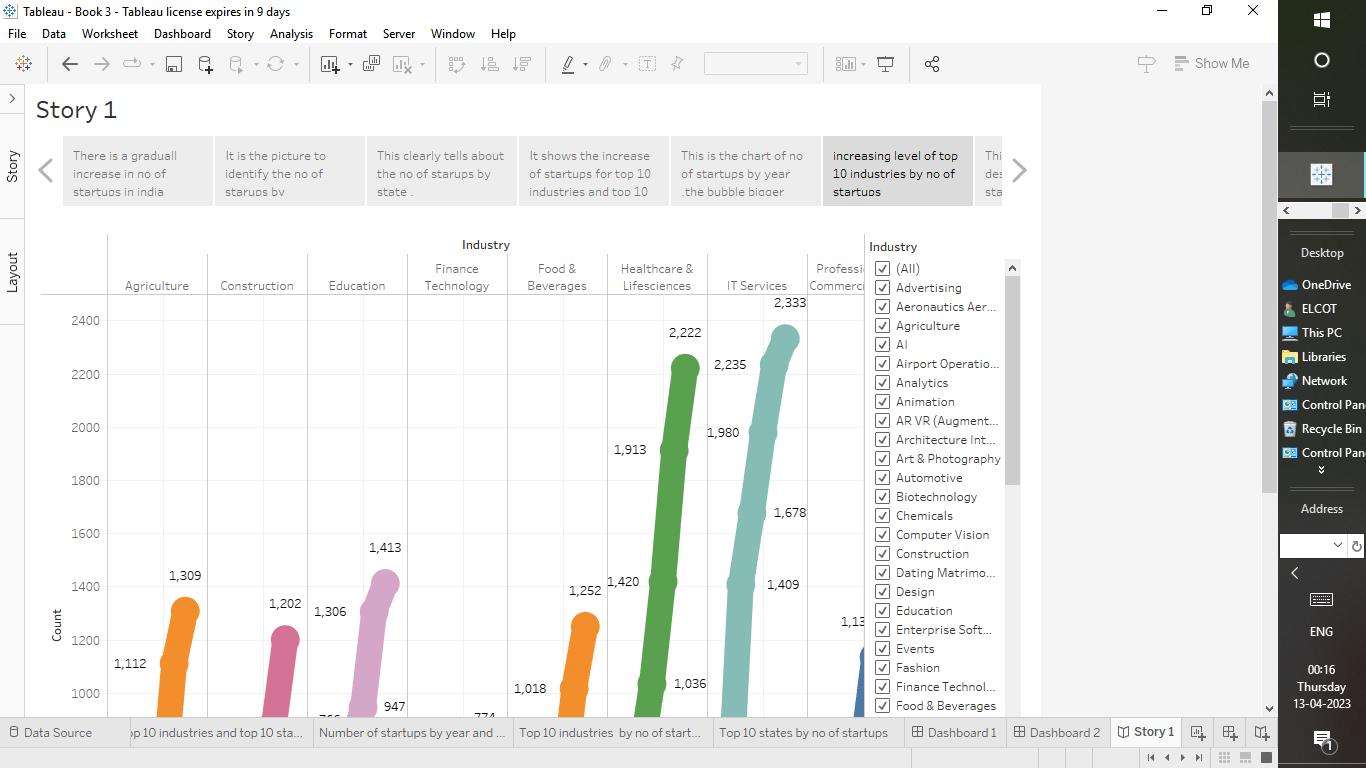 Tableau - Book 3 - Tableau license expires in 9 days
File Data Worksheet Dashboard Story Analysis Format Server Window Help
Show Me
Story
Layout
Story 1
There is a graduall
increase in no of
startups in india
It is the picture to
identify the no of
starups by
This clearly tells about
the no of starups by
state .
It shows the increase
of startups for top 10
industries and top 10
This is the chart of no
of startups by year
.the bubble bigger
increasing level of top
10 industries by no of
startups
Thi
des
sta
Industry
Agriculture
Construction
Education
Finance
Technology
Food &
Beverages
Healthcare &
Lifesciences
IT Services
Professi
Commerci
Count
2400
2200
2000
1800
1600
1400
1200
1000
1,309
1,112
1,202
1,413
1,306
947
1,252
1,018
2,222
1,913
1,420
1,036
2,333
2,235
1,980
1,678
1,409
1,13
Industry
(All)
Advertising
Aeronautics Aer...
Agriculture
AI
Airport Operatio...
Analytics
Animation
AR VR (Augment...
Architecture Int...
Art & Photography
Automotive
Biotechnology
Chemicals
Computer Vision
Construction
Dating Matrimo...
Design
Education
Enterprise Soft...
Events
Fashion
Finance Technol...
Food & Beverages
Data Source
op 10 industries and top 10 sta...
Number of startups by year and ...
Top 10 industries by no of start...
Top 10 states by no of startups
Dashboard 1
Dashboard 2
Story 1
Desktop
OneDrive
ELCOT
This PC
Libraries
Network
Control Pan
Recycle Bin
Control Pan
Address
ENG
00:16
Thursday
13-04-2023
1